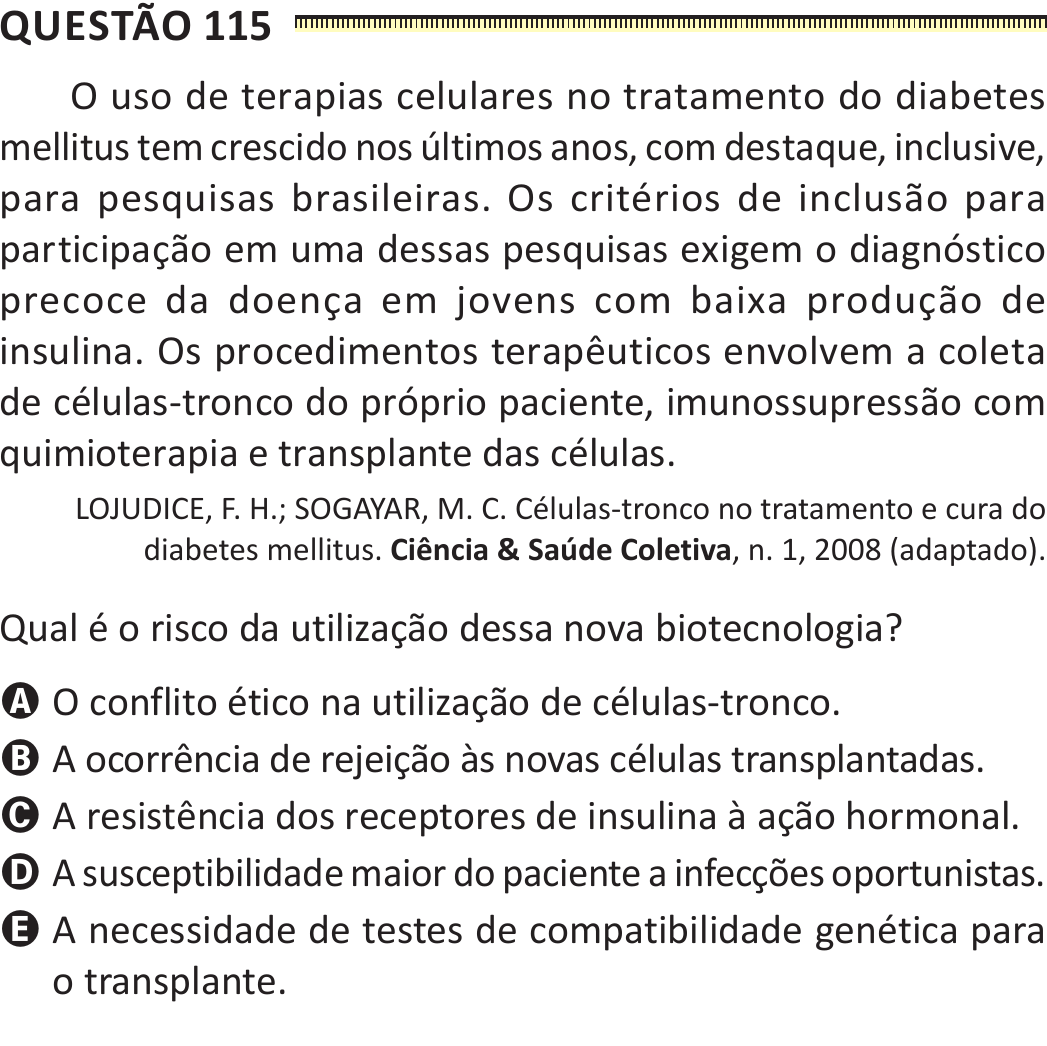 QUESTÃO 115
O uso de terapias celulares no tratamento do diabetes
mellitus tem crescido nos últimos anos, com destaque, inclusive,
para pesquisas brasileiras. Os critérios de inclusão para
participação em uma dessas pesquisas exigem o diagnóstico
precoce da doença em jovens com baixa produção de
insulina. Os procedimentos terapêuticos envolvem a coleta
de células-tronco do próprio paciente, imunossupressão com
quimioterapia e transplante das células.
LOJUDICE, F. H.; SOGAYAR, M. C. Células-tronco no tratamento e cura do
diabetes mellitus. Ciência & Saúde Coletiva, n. 1, 2008 (adaptado).
Qual é o risco da utilização dessa nova biotecnologia?
A O conflito ético na utilização de células-tronco.
B A ocorrência de rejeição às novas células transplantadas.
C A resistência dos receptores de insulina à ação hormonal.
D A susceptibilidade maior do paciente a infecções oportunistas.
E A necessidade de testes de compatibilidade genética para
o transplante.